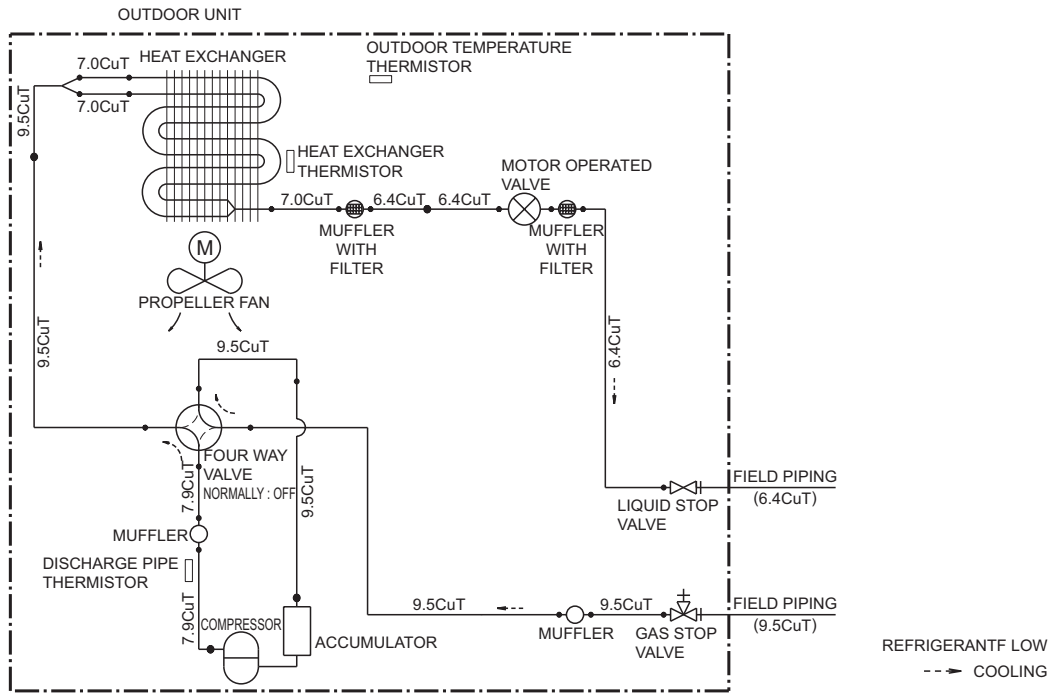 OUTDOOR UNIT
HEAT EXCHANGER
OUTDOOR TEMPERATURE
THERMISTOR
7.0CuT
7.0CuT
9.5CuT
HEAT EXCHANGER
THERMISTOR
MOTOR OPERATED
VALVE
7.0CuT
6.4CuT
6.4CuT
MUFFLER
WITH
FILTER
MUFFLER
WITH
FILTER
M
PROPELLER FAN
9.5CuT
9.5CuT
6.4CuT
FOUR WAY
VALVE
NORMALLY : OFF
7.9CuT
9.5CuT
FIELD PIPING
(6.4CuT)
LIQUID STOP
VALVE
MUFFLER
DISCHARGE PIPE
THERMISTOR
7.9CuT
COMPRESSOR
ACCUMULATOR
9.5CuT
9.5CuT
MUFFLER
GAS STOP
VALVE
FIELD PIPING
(9.5CuT)
REFRIGERANTF LOW
COOLING